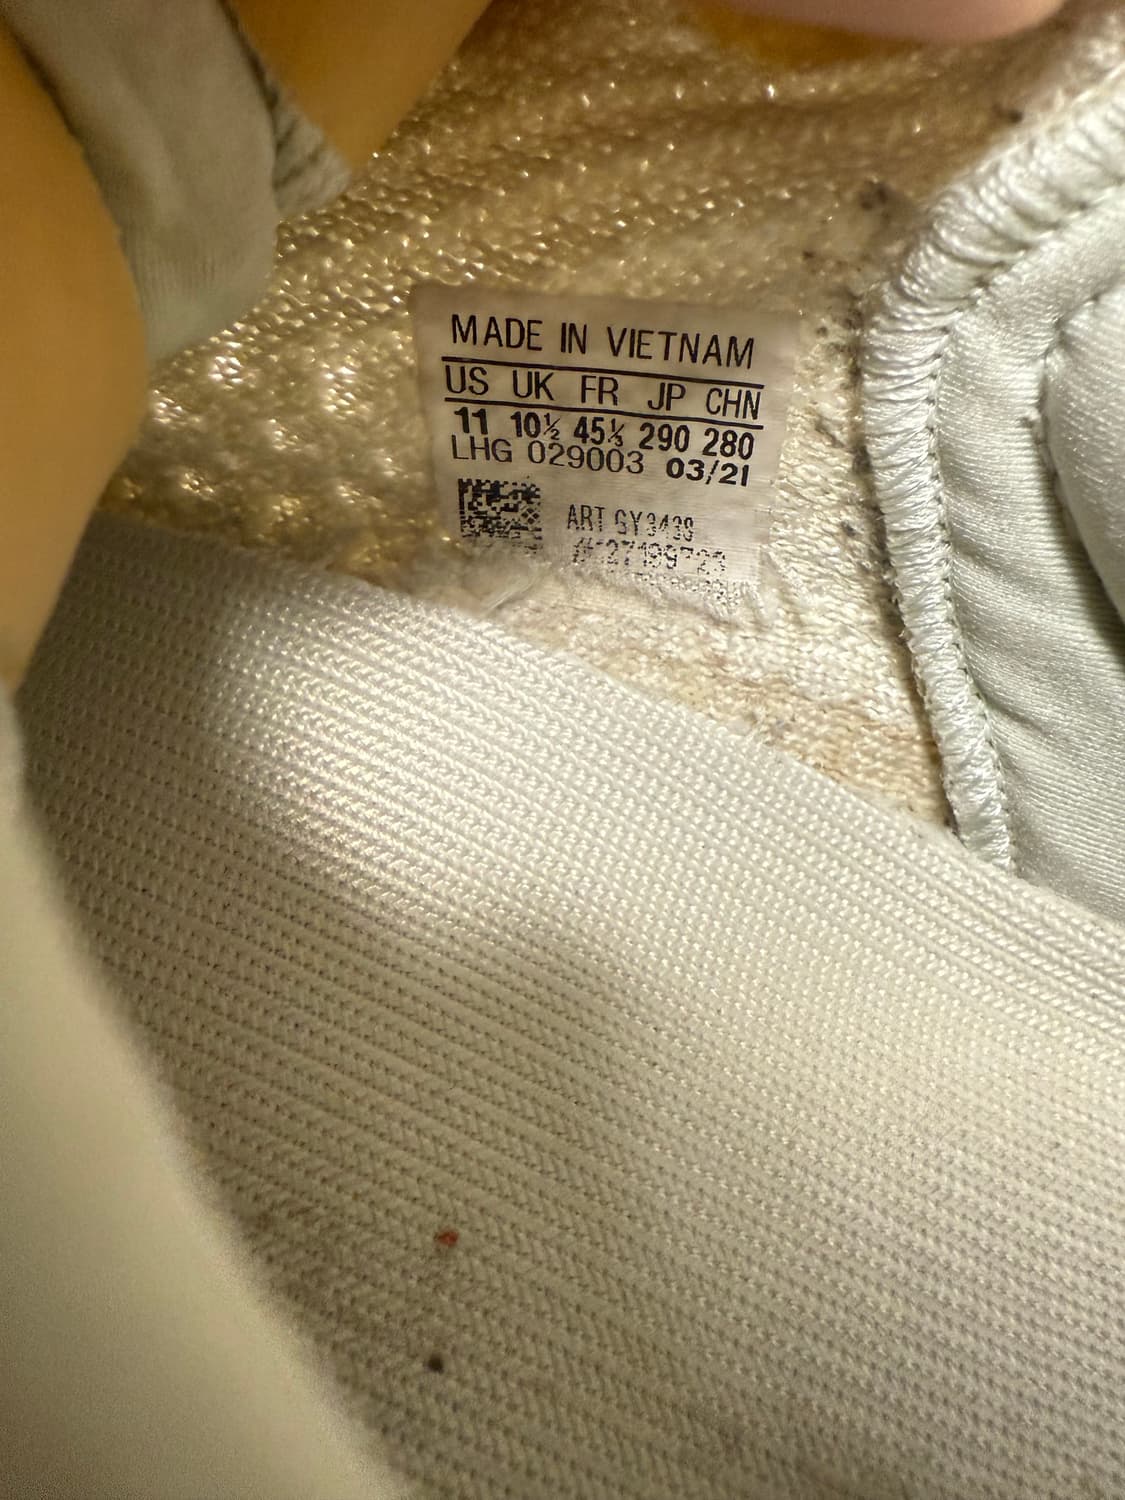 MADE IN VIETNAM
US UK FR JP CHN
11 10½ 45⅓ 290 280
LHG 029003 03/21
ART GY3438